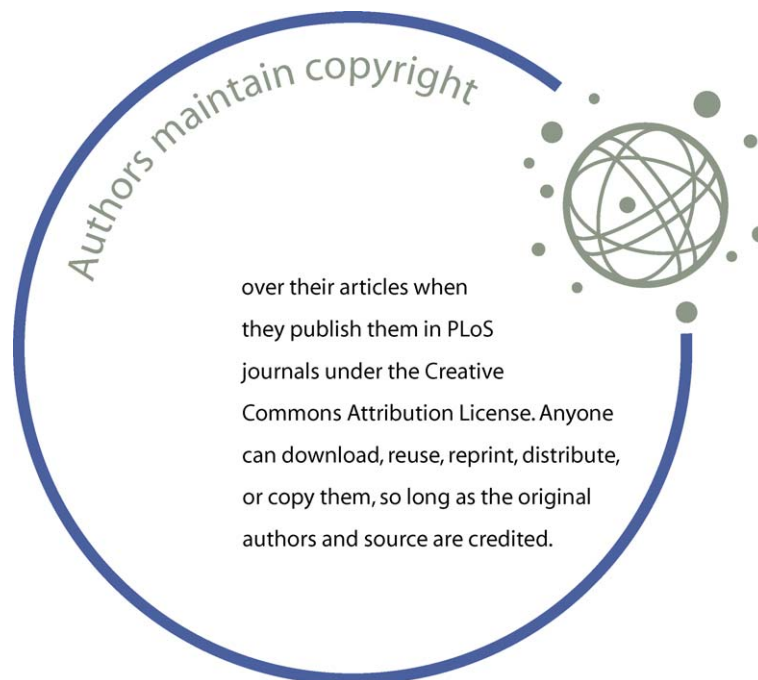 Authors maintain copyright
over their articles when
they publish them in PLoS
journals under the Creative
Commons Attribution License. Anyone
can download, reuse, reprint, distribute,
or copy them, so long as the original
authors and source are credited.